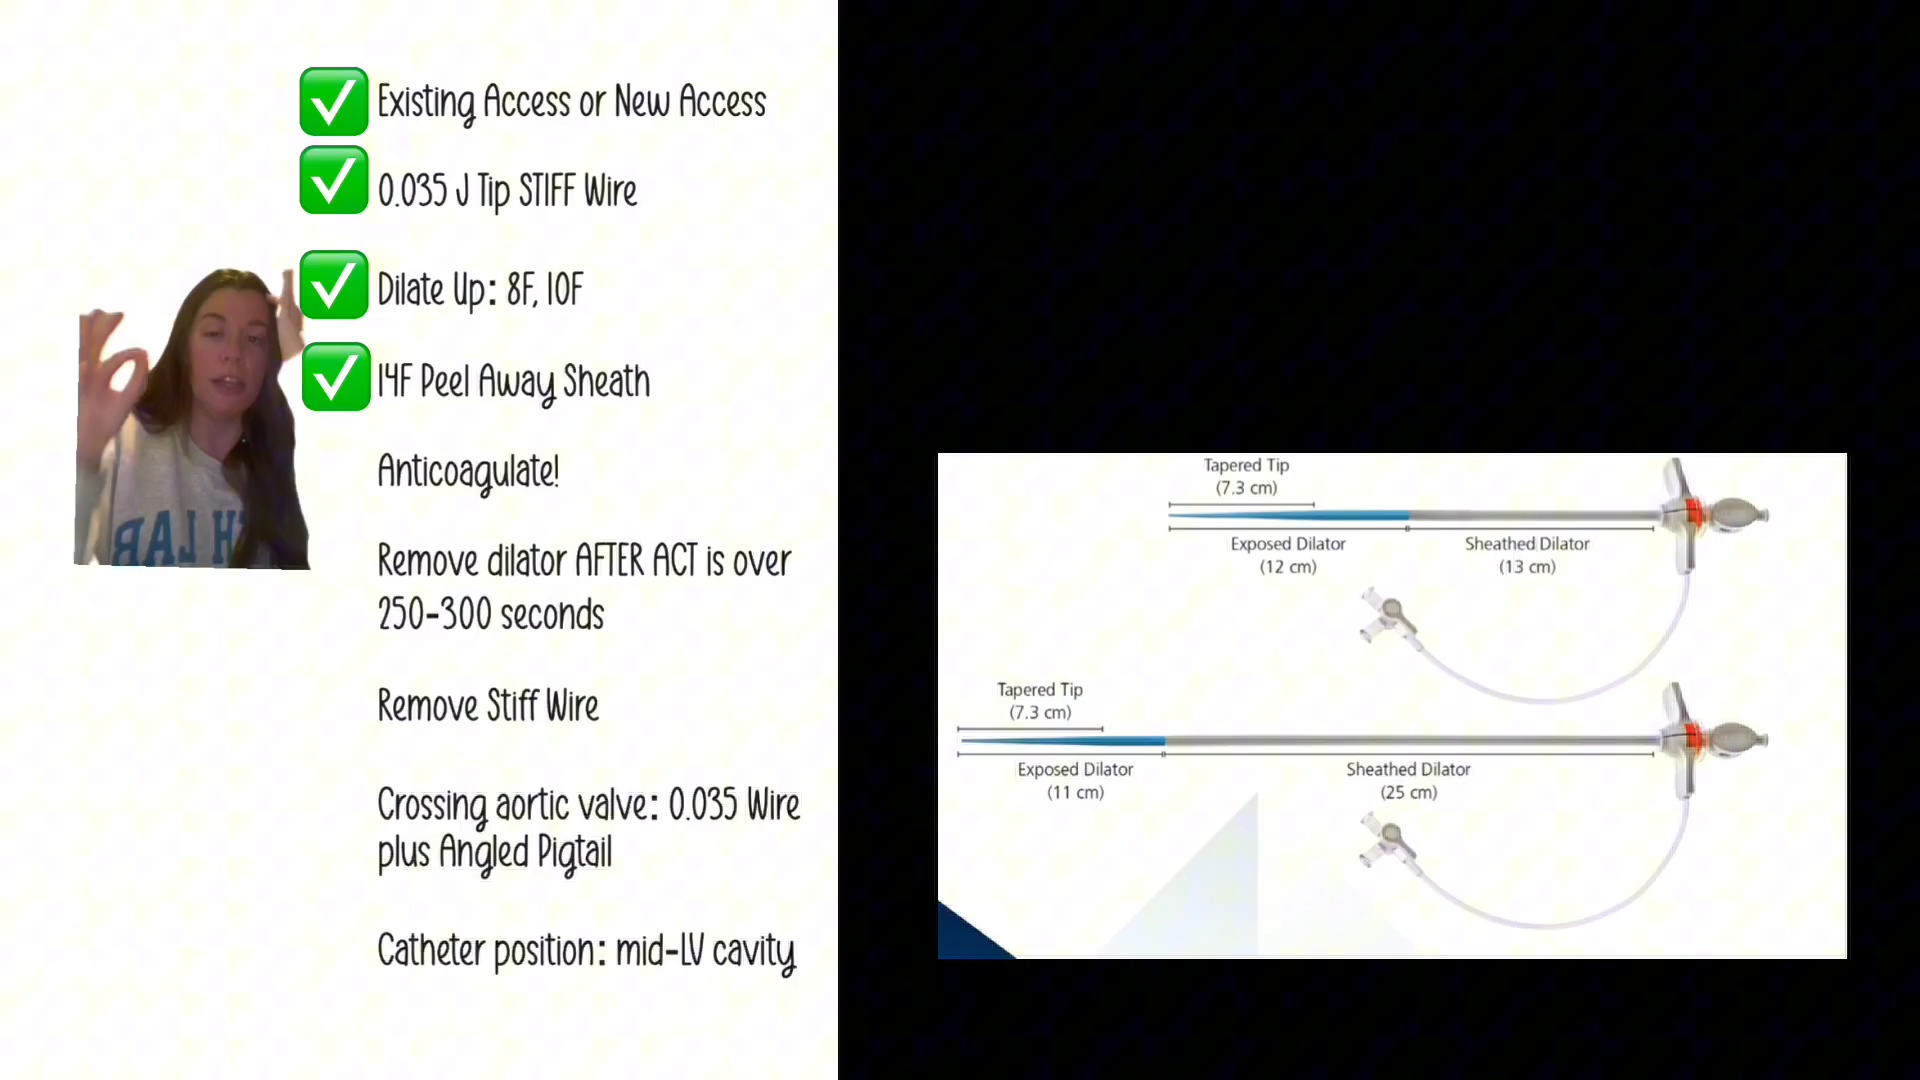 Existing Access or New Access
0.035 J Tip STIFF Wire
Dilate Up: 8F, 10F
14F Peel Away Sheath
Anticoagulate!
Remove dilator AFTER ACT is over
250-300 seconds
Remove Stiff Wire
Crossing aortic valve: 0.035 Wire
plus Angled Pigtail
Catheter position: mid-LV cavity
Tapered Tip
(7.3 cm)
Exposed Dilator
(12 cm)
Sheathed Dilator
(13 cm)
Tapered Tip
(7.3 cm)
Exposed Dilator
(11 cm)
Sheathed Dilator
(25 cm)